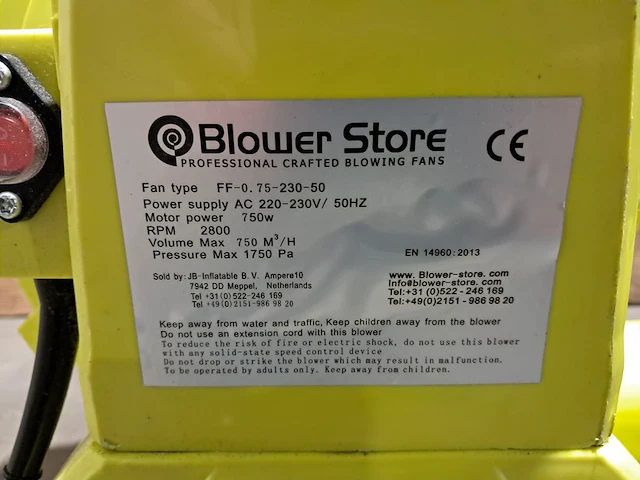 Blower Store
PROFESSIONAL CRAFTED BLOWING FANS
CE
Fan type FF-0.75-230-50
Power supply AC 220-230V/ 50HZ
Motor power 750w
RPM 2800
Volume Max 750 M³/H
Pressure Max 1750 Pa
EN 14960:2013
Sold by: JB-Inflatable B.V. Ampere10
7942 DD Meppel, Netherlands
Tel +31(0)522-246 169
Tel +49(0)2151-986 98 20
www. Blower-store. com
Info@blower-store. com
Tel:+31 (0)522 - 246 169
Tel:+49(0)2151 -986 98 20
Keep away from water and traffic, Keep children away from the blower
Do not use an extension cord with this blower
To reduce the risk of fire or electric shock, do not use this blower
with any solid-state speed control device
Do not drop or strike the blower which may result in malfunction.
To be operated by adults only. Keep away from children.